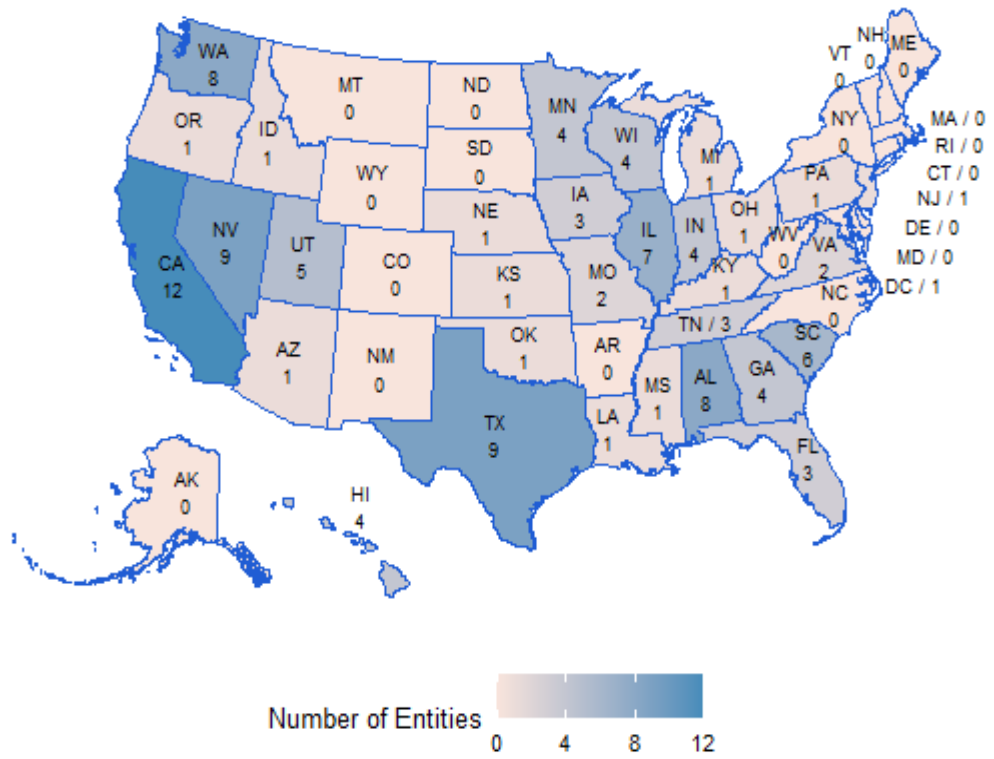 NH
0
ME
0
VT
0
WA
8
MT
0
ND
0
MN
4
OR
1
ID
1
SD
0
WI
4
MI
1
NY
0
MA / 0
RI / 0
CT / 0
NJ / 1
DE / 0
MD / 0
DC / 1
WY
0
NE
1
IA
3
PA
1
OH
1
IL
7
IN
4
WV
0
VA
2
NV
9
UT
5
CO
0
CA
12
KS
1
MO
2
KY
1
NC
0
TN / 3
SC
6
AZ
1
NM
0
OK
1
AR
0
MS
1
AL
8
GA
4
TX
9
LA
1
FL
3
AK
0
HI
4
Number of Entities
0 4 8 12